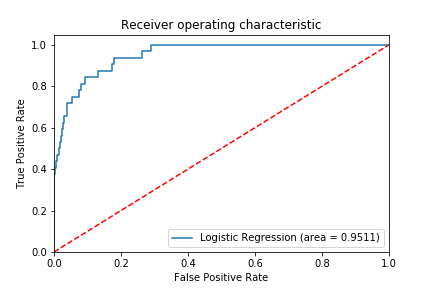 Receiver operating characteristic
True Positive Rate
1.0
0.8
0.6
0.4
0.2
0.0
Logistic Regression (area = 0.9511)
0.0 0.2 0.4 0.6 0.8 1.0
False Positive Rate